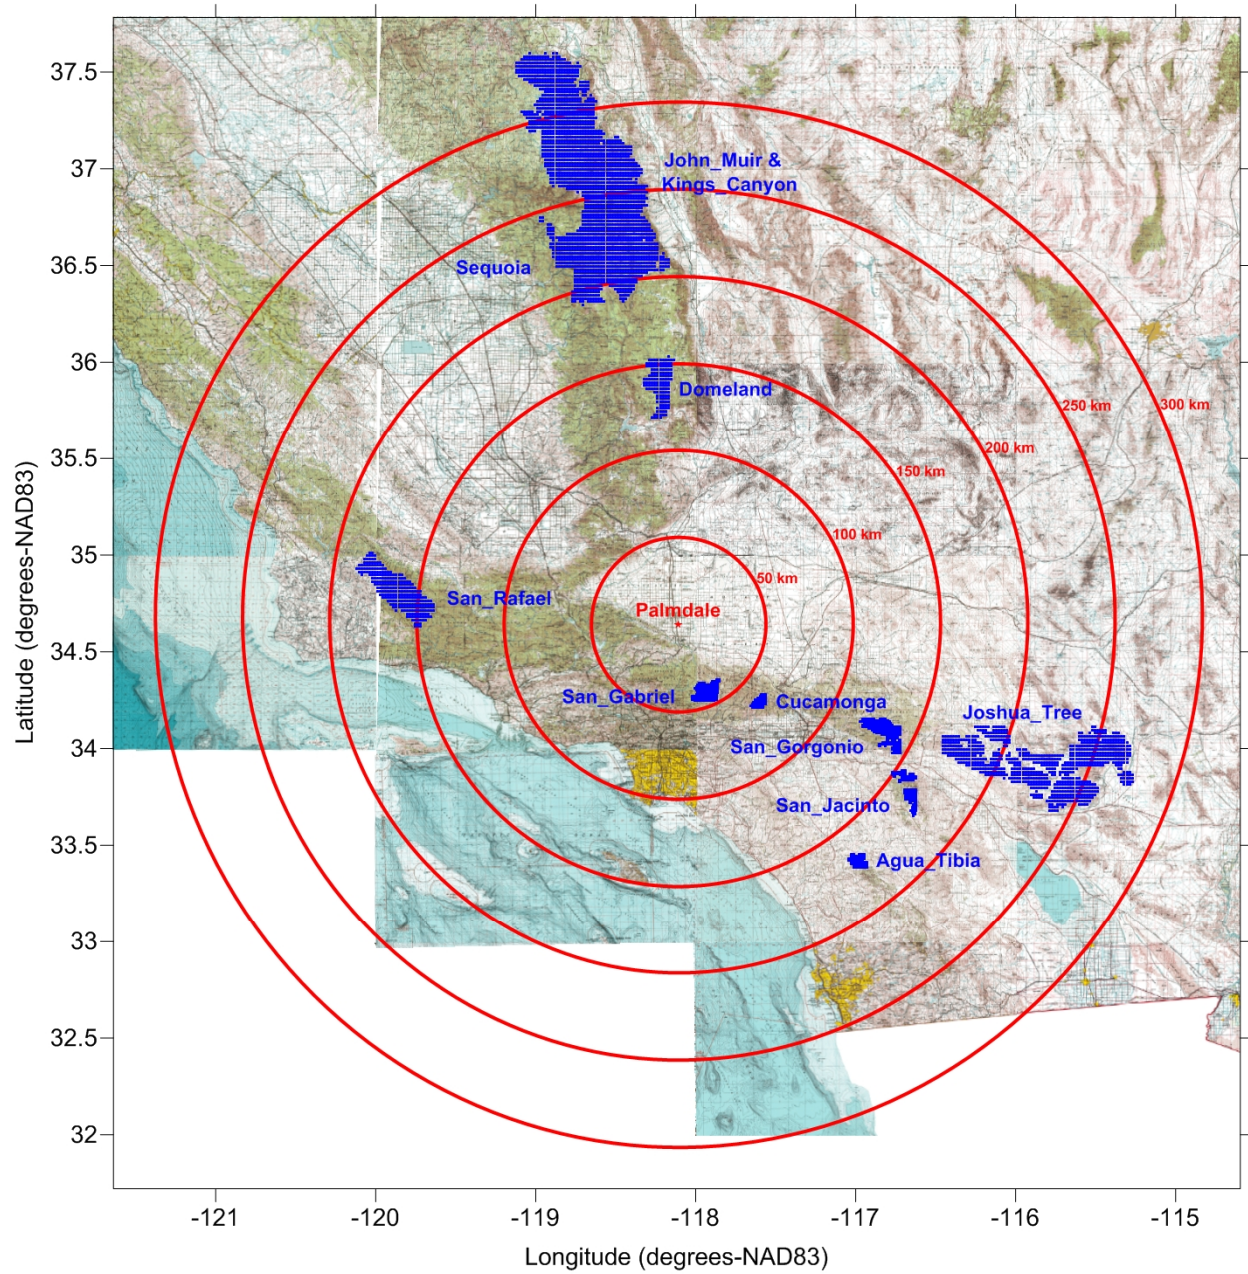 37.5
37
36.5
36
35.5
35
34.5
34
33.5
33
32.5
32
Latitude (degrees-NAD83)
John_Muir &
Kings_Canyon
Sequoia
Domeland
250 km
300 km
200 km
150 km
100 km
50 km
San_Rafael
Palmdale
San_Gabriel
Cucamonga
Joshua_Tree
San_Gorgonio
San_Jacinto
Agua_Tibia
-121
-120
-119
-118
-117
-116
-115
Longitude (degrees-NAD83)